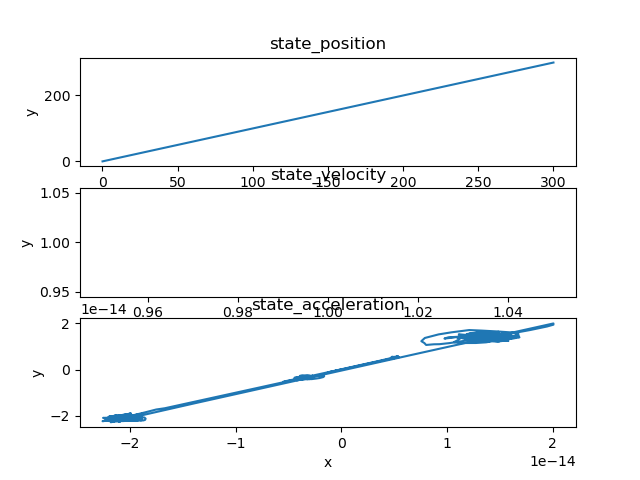 state_position
200
y
0
0 50 100 150 200 250 300
state_velocity
1.05
y 1.00
0.95
1e−14 0.96 0.98 1.00 1.02 1.04
state_acceleration
2
y 0
−2
−2 −1 0 1 2
x 1e−14